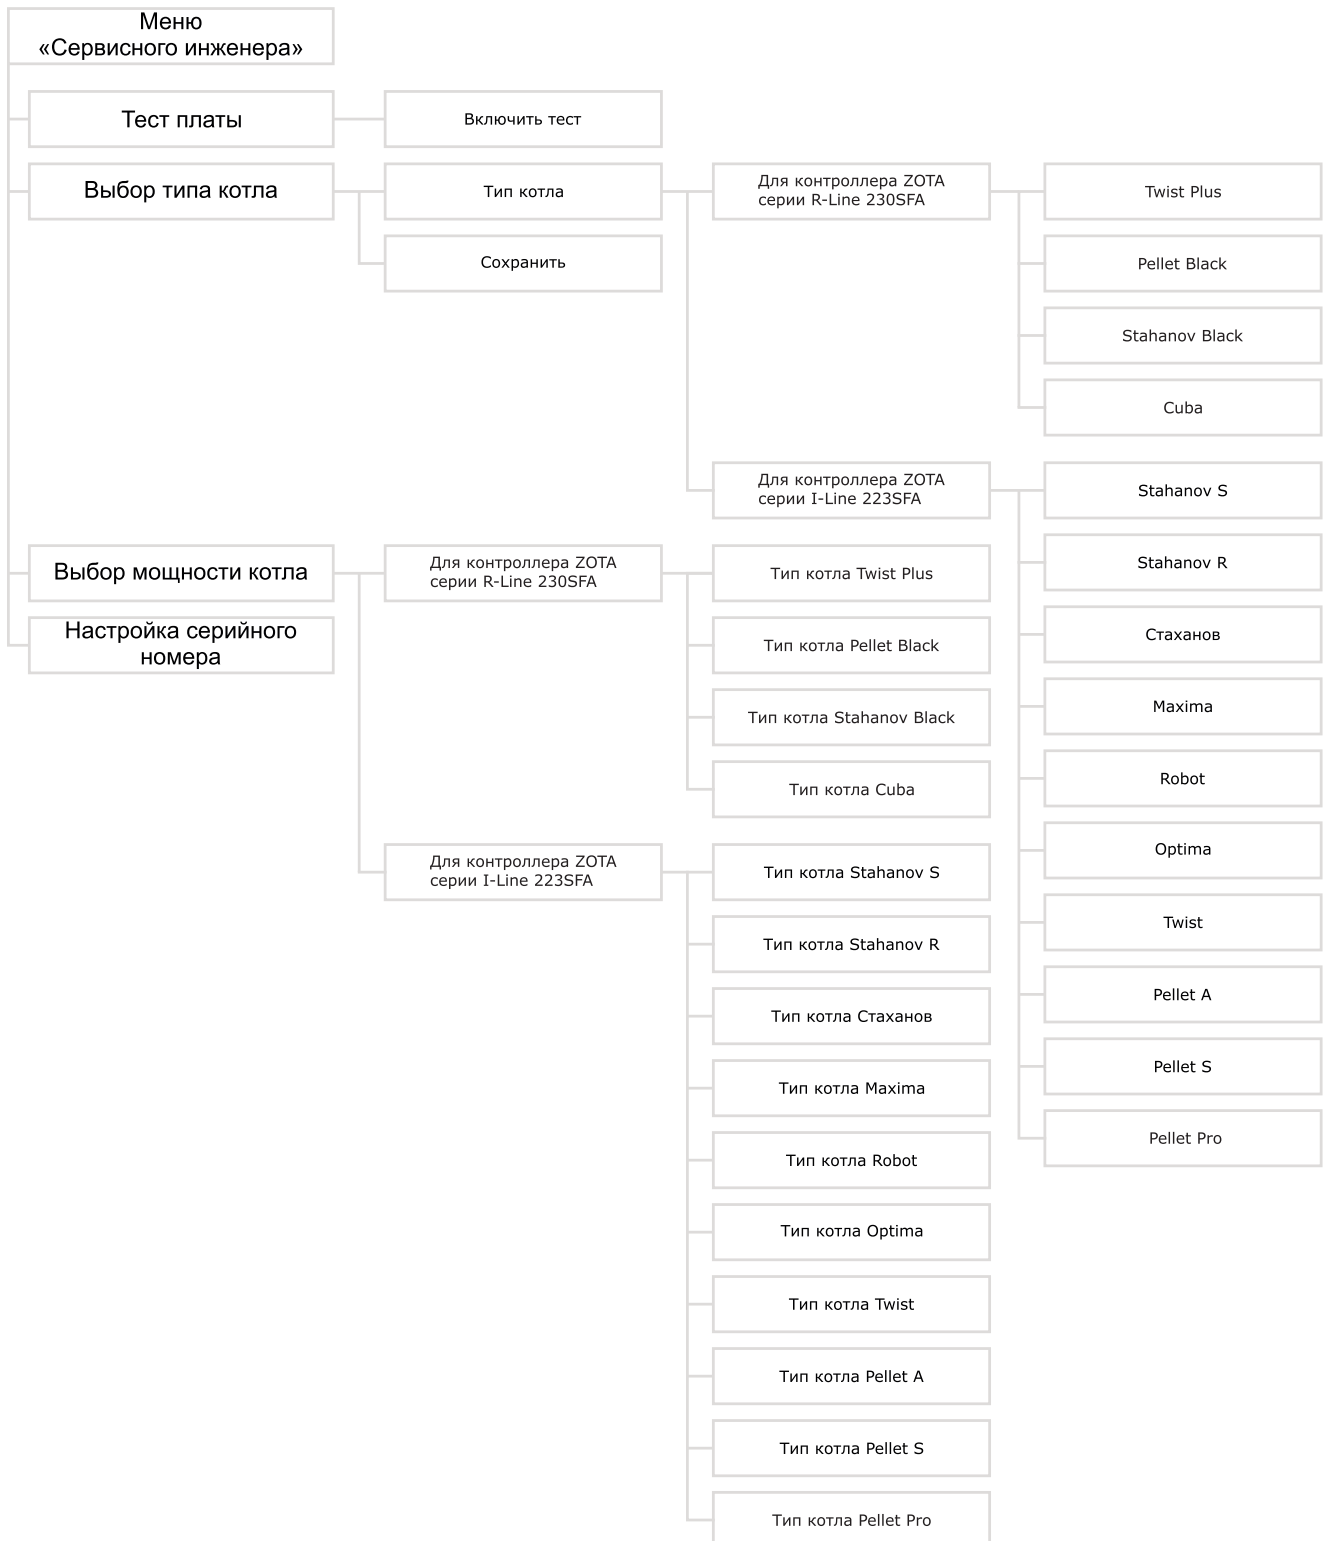 Меню
«Сервисного инженера»
Тест платы
Включить тест
Выбор типа котла
Тип котла
Для контроллера ZOTA
серии R-Line 230SFA
Twist Plus
Сохранить
Pellet Black
Stahanov Black
Cuba
Для контроллера ZOTA
серии I-Line 223SFA
Stahanov S
Stahanov R
Стаханов
Maxima
Robot
Optima
Twist
Pellet A
Pellet S
Pellet Pro
Выбор мощности котла
Для контроллера ZOTA
серии R-Line 230SFA
Тип котла Twist Plus
Тип котла Pellet Black
Тип котла Stahanov Black
Тип котла Cuba
Для контроллера ZOTA
серии I-Line 223SFA
Тип котла Stahanov S
Тип котла Stahanov R
Тип котла Стаханов
Тип котла Maxima
Тип котла Robot
Тип котла Optima
Тип котла Twist
Тип котла Pellet A
Тип котла Pellet S
Тип котла Pellet Pro
Настройка серийного
номера